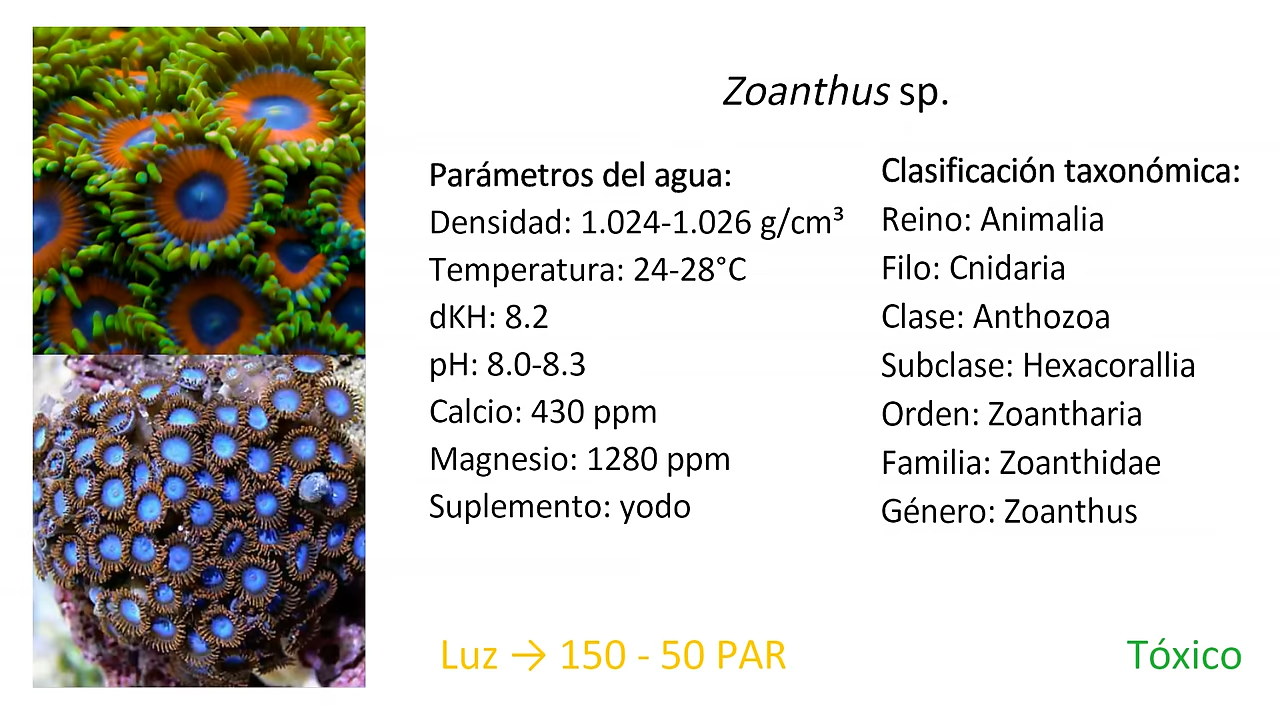 Zoanthus sp.
Parámetros del agua:
Densidad: 1.024-1.026 g/cm³
Temperatura: 24-28°C
dKH: 8.2
pH: 8.0-8.3
Calcio: 430 ppm
Magnesio: 1280 ppm
Suplemento: yodo
Clasificación taxonómica:
Reino: Animalia
Filo: Cnidaria
Clase: Anthozoa
Subclase: Hexacorallia
Orden: Zoantharia
Familia: Zoanthidae
Género: Zoanthus
Luz → 150 - 50 PAR
Tóxico